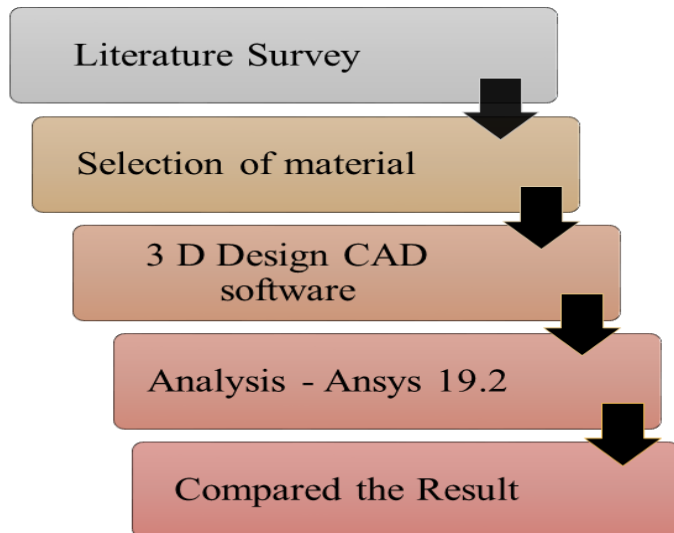 Literature Survey
Selection of material
3 D Design CAD
software
Analysis - Ansys 19.2
Compared the Result